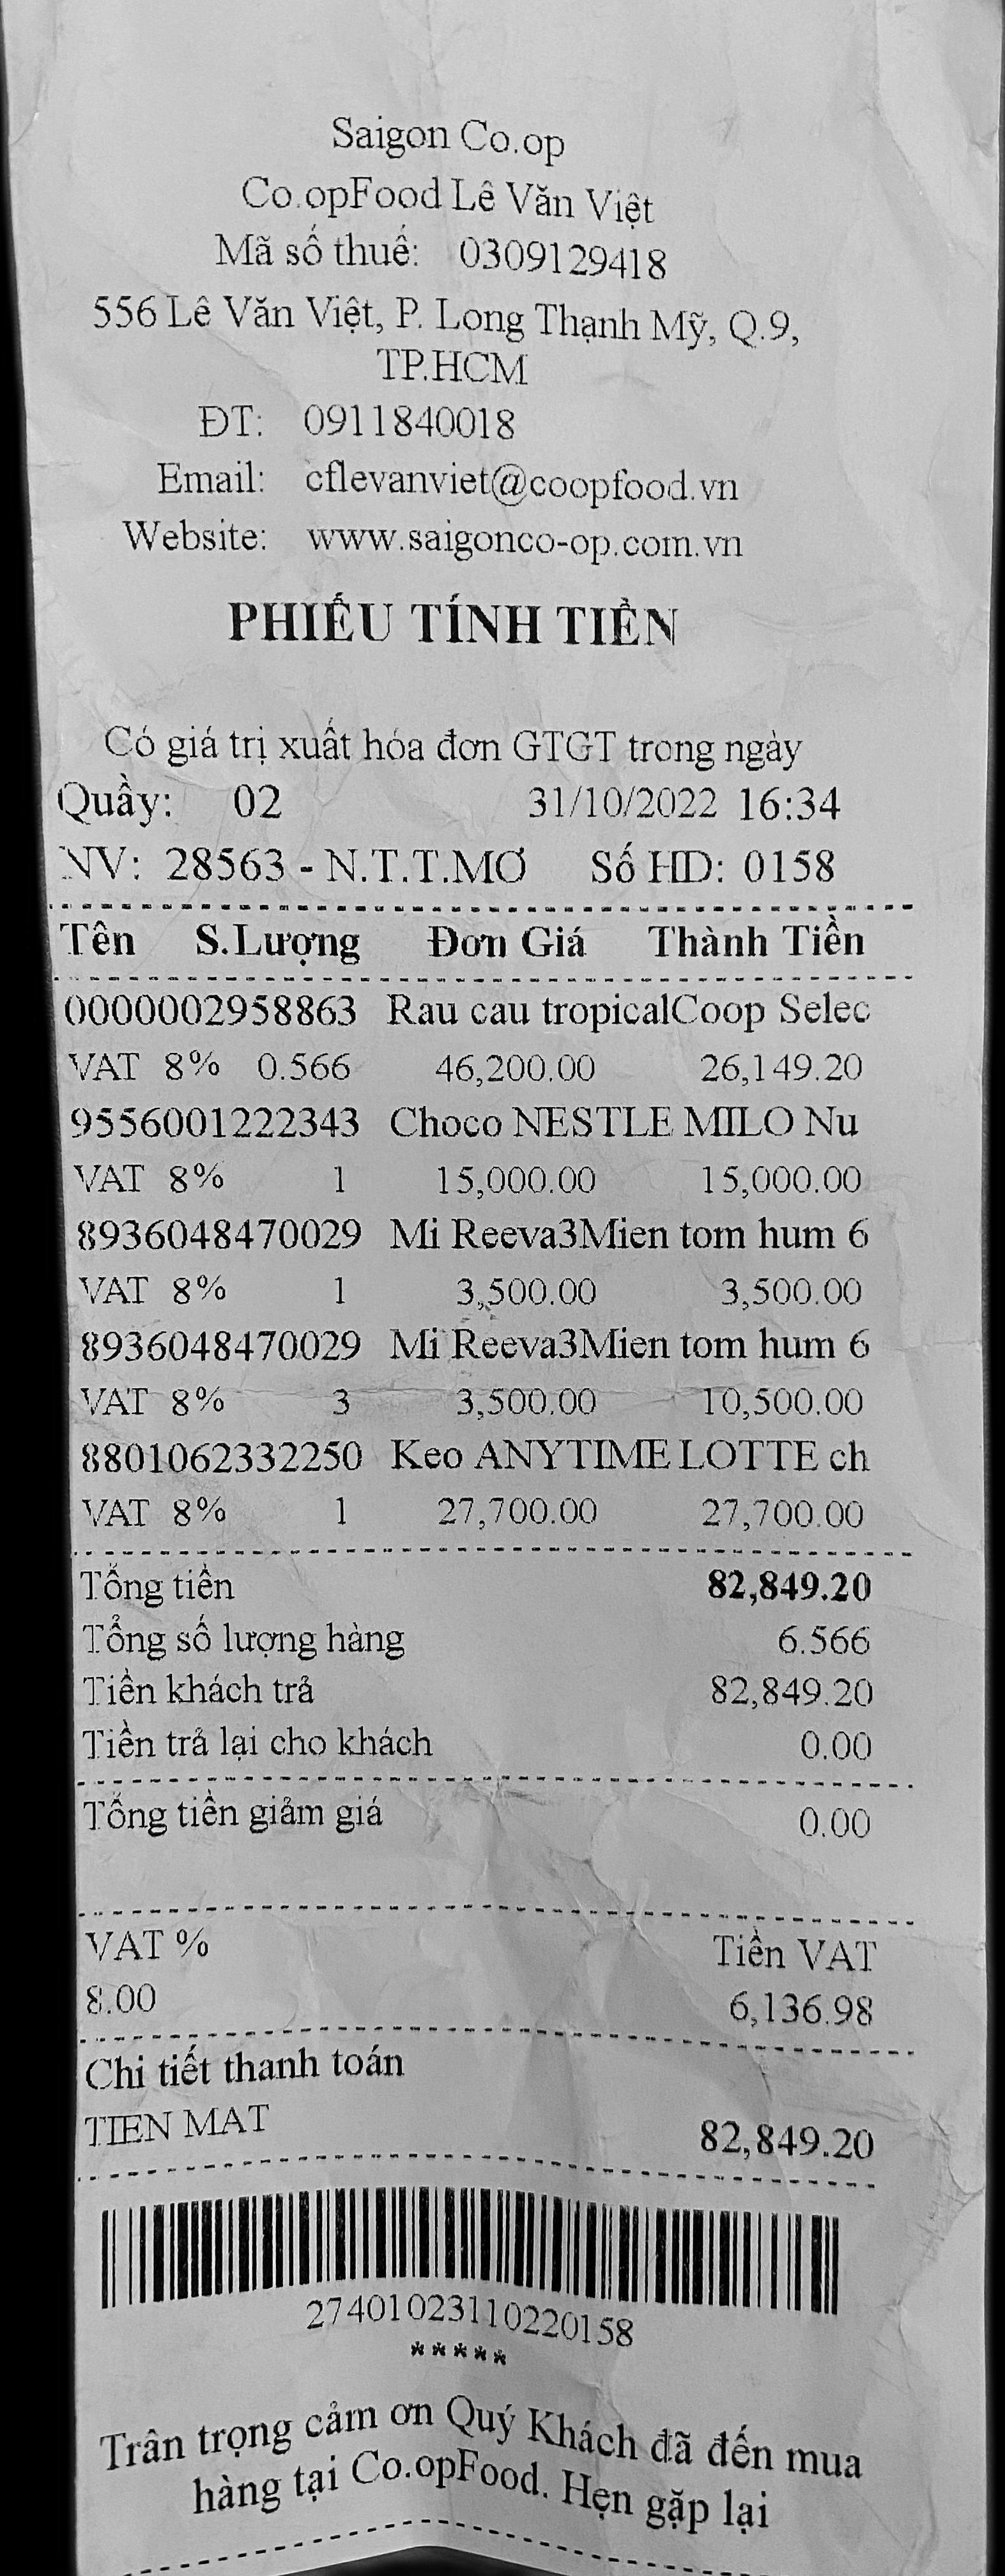 Saigon Co.op
Co.opFood Lê Văn Việt
Mã số thuế: 0309129418
556 Lê Văn Việt, P. Long Thạnh Mỹ, Q.9,
TP.HCM
ĐT: 0911840018
Email: cflevanviet@coopfood.vn
Website: www.saigonco-op.com.vn
PHIẾU TÍNH TIỀN
Có giá trị xuất hóa đơn GTGT trong ngày
Quầy: 02 31/10/2022 16:34
NV: 28563 - N.T.T.MƠ Số HD: 0158
Tên S.Lượng Đơn Giá Thành Tiền
0000002958863 Rau cau tropicalCoop Selec
VAT 8% 0.566 46,200.00 26,149.20
9556001222343 Choco NESTLE MILO Nu
VAT 8% 1 15,000.00 15,000.00
8936048470029 Mi Reeva3Mien tom hum 6
VAT 8% 1 3,500.00 3,500.00
8936048470029 Mi Reeva3Mien tom hum 6
VAT 8% 3 3,500.00 10,500.00
8801062332250 Keo ANYTIME LOTTE ch
VAT 8% 1 27,700.00 27,700.00
Tổng tiền 82,849.20
Tổng số lượng hàng 6.566
Tiền khách trả 82,849.20
Tiền trả lại cho khách 0.00
Tổng tiền giảm giá 0.00
VAT % Tiền VAT
8.00 6,136.98
Chi tiết thanh toán
TIEN MAT 82,849.20
27401023110220158
*****
Trân trọng cảm ơn Quý Khách đã đến mua
hàng tại Co.opFood. Hẹn gặp lại